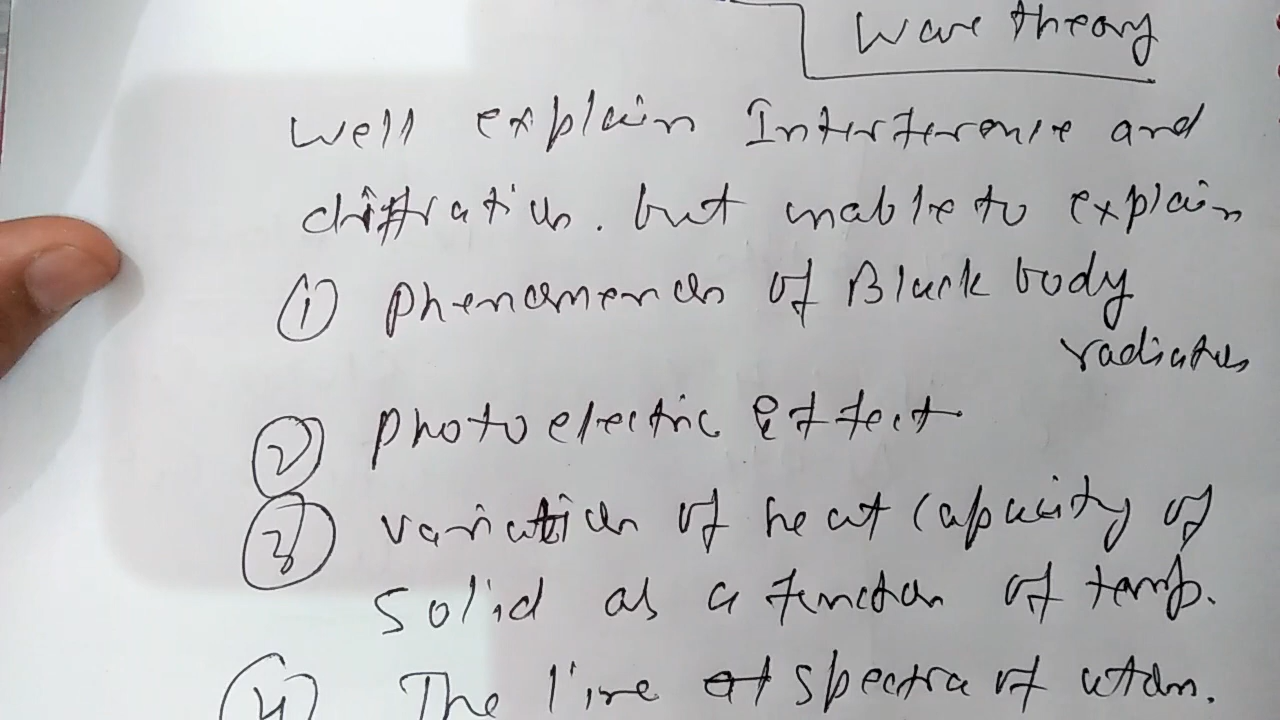 Wave theory
Well explain Interference and
diffraction. but unable to explain
① Phenomenon of Black body
radiation
② Photoelectric Effect
③ Variation of heat capacity of
Solid as a function of temp.
④ The line spectra of atom.